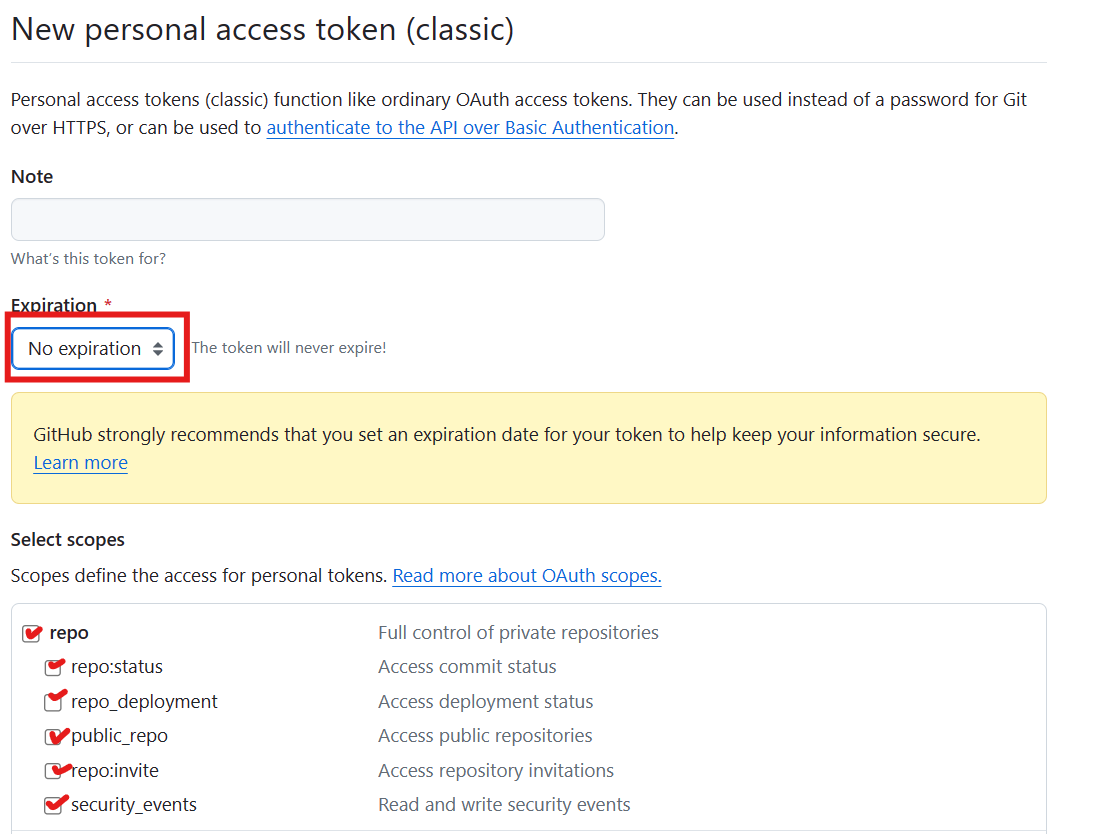 New personal access token (classic)
Personal access tokens (classic) function like ordinary OAuth access tokens. They can be used instead of a password for Git
over HTTPS, or can be used to authenticate to the API over Basic Authentication.
Note
What's this token for?
Expiration *
No expiration The token will never expire!
GitHub strongly recommends that you set an expiration date for your token to help keep your information secure.
Learn more
Select scopes
Scopes define the access for personal tokens. Read more about OAuth scopes.
repo Full control of private repositories
repo:status Access commit status
repo_deployment Access deployment status
public_repo Access public repositories
repo:invite Access repository invitations
security_events Read and write security events